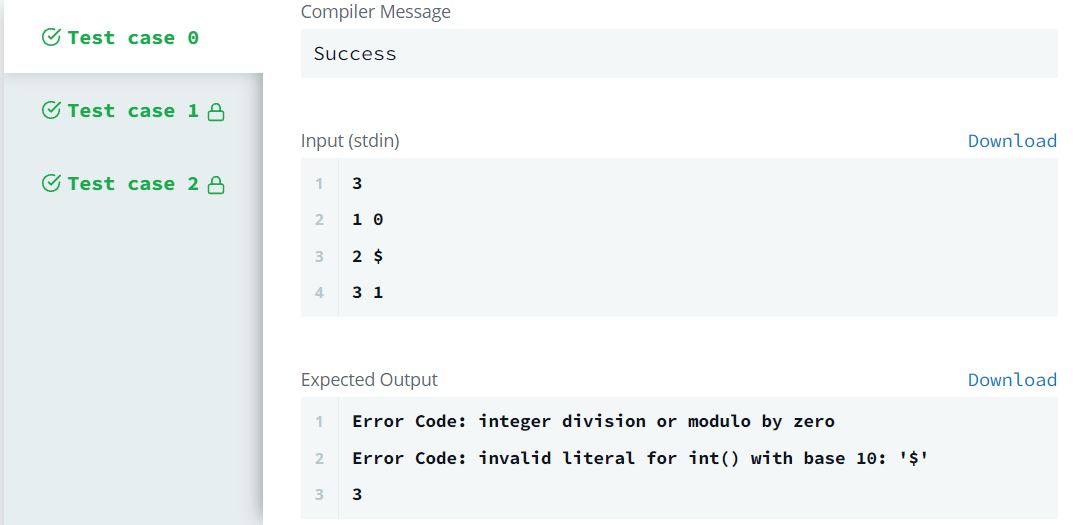 Test case 0
Test case 1
Test case 2
Compiler Message
Success
Input (stdin) Download
1 3
2 1 0
3 2 $
4 3 1
Expected Output Download
1 Error Code: integer division or modulo by zero
2 Error Code: invalid literal for int() with base 10: '$'
3 3